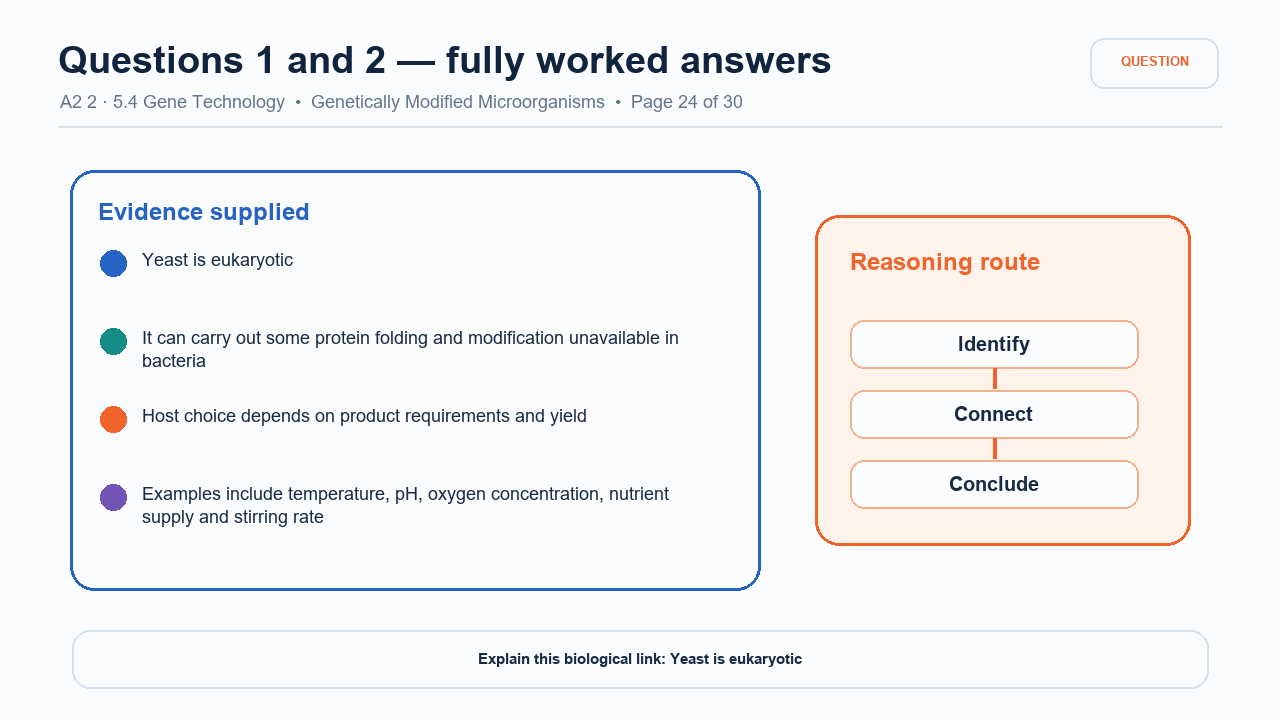 Questions 1 and 2 — fully worked answers
QUESTION
A2 2 · 5.4 Gene Technology • Genetically Modified Microorganisms • Page 24 of 30
Evidence supplied
Yeast is eukaryotic
It can carry out some protein folding and modification unavailable in
bacteria
Host choice depends on product requirements and yield
Examples include temperature, pH, oxygen concentration, nutrient
supply and stirring rate
Reasoning route
Identify
Connect
Conclude
Explain this biological link: Yeast is eukaryotic